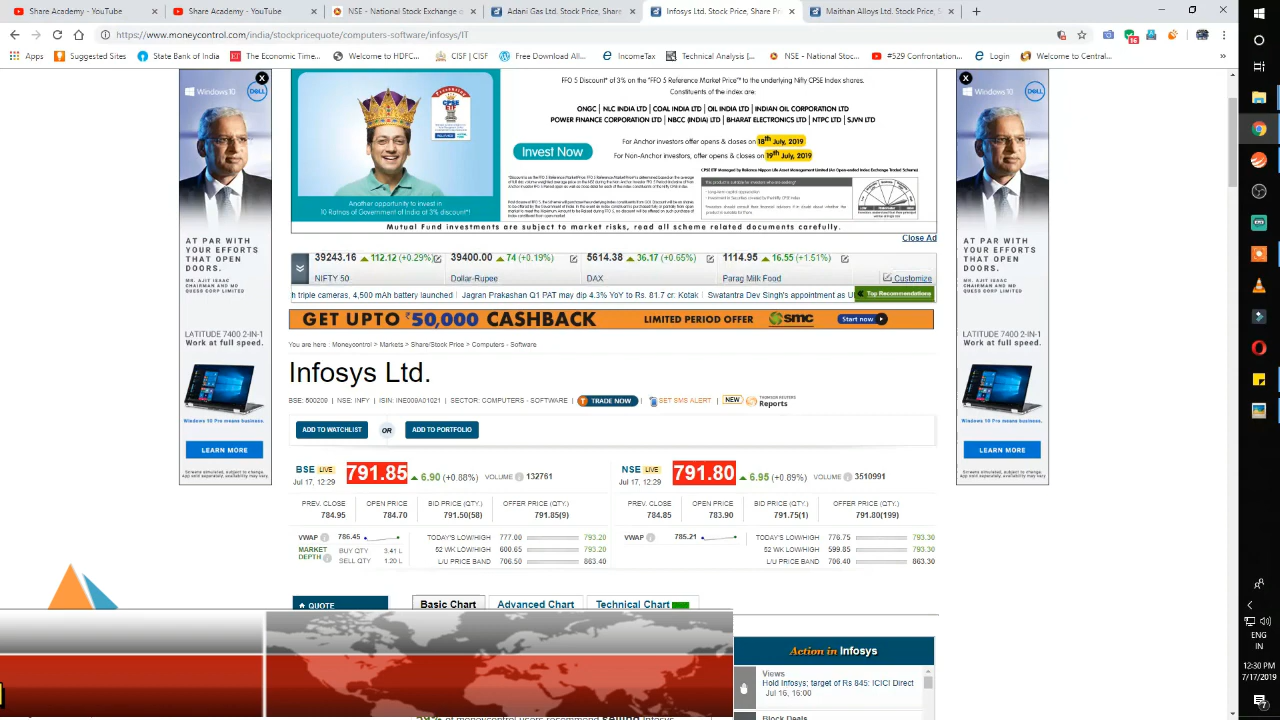 Share Academy - YouTube
Share Academy - YouTube
NSE - National Stock Exchange o
Adani Gas Ltd. Stock Price, Share
Infosys Ltd. Stock Price, Share Pri
Maithan Alloys Ltd. Stock Price, S
https://www.moneycontrol.com/india/stockpricequote/computers-software/infosys/IT
Apps
Suggested Sites
State Bank of India
The Economic Times
Welcome to HDFC...
CISF | CISF
Free Download All...
IncomeTax
Technical Analysis [...
NSE - National Stoc...
#S29 Confrontation...
Login
Welcome to Central...
Windows 10
DELL
AT PAR WITH
YOUR EFFORTS
THAT OPEN
DOORS.
MR. AJIT ISAAC
CHAIRMAN AND MD
QUESS CORP LIMITED
LATITUDE 7400 2-IN-1
Work at full speed.
Windows 10 Pro means business.
LEARN MORE
CPSE
ETF
Another opportunity to invest in
10 Ratnas of Government of India at 3% discount!
FFO 5 Discount* of 3% on the "FFO 5 Reference Market Price"* to the underlying Nifty CPSE Index shares.
Constituents of the index are:
ONGC | NLC INDIA LTD | COAL INDIA LTD | OIL INDIA LTD | INDIAN OIL CORPORATION LTD
POWER FINANCE CORPORATION LTD | NBCC (INDIA) LTD | BHARAT ELECTRONICS LTD | NTPC LTD | SJVN LTD
Invest Now
For Anchor investors offer opens & closes on 18th July, 2019
For Non-Anchor investors, offer opens & closes on 19th July, 2019
Mutual Fund investments are subject to market risks, read all scheme related documents carefully.
Close Ad
39243.16 112.12 (+0.29%)
NIFTY 50
39400.00 74 (+0.19%)
Dollar-Rupee
5614.38 36.17 (+0.65%)
DAX
1114.95 16.55 (+1.51%)
Parag Milk Food
Customize
h triple cameras, 4,500 mAh battery launched | Jagran Prakashan Q1 PAT may dip 4.3% YoY to Rs. 81.7 cr: Kotak | Swatantra Dev Singh's appointment as U
Top Recommendations
GET UPTO ₹50,000 CASHBACK LIMITED PERIOD OFFER smc Start now
You are here : Moneycontrol > Markets > Share/Stock Price > Computers - Software
Infosys Ltd.
BSE: 500209 | NSE: INFY | ISIN: INE009A01021 | SECTOR: COMPUTERS - SOFTWARE | TRADE NOW | SET SMS ALERT | NEW THOMSON REUTERS Reports
ADD TO WATCHLIST OR ADD TO PORTFOLIO
BSE LIVE
Jul 17, 12.29
791.85 6.90 (+0.88%) VOLUME 132761
PREV. CLOSE OPEN PRICE BID PRICE (QTY.) OFFER PRICE (QTY.)
784.95 784.70 791.50(58) 791.85(9)
VWAP 786.45
MARKET DEPTH
BUY QTY. 3.41 L
SELL QTY. 1.20 L
TODAY'S LOW/HIGH 777.00 793.20
52 WK LOW/HIGH 600.65 793.20
L/U PRICE BAND 706.50 863.40
NSE LIVE
Jul 17, 12.29
791.80 6.95 (+0.89%) VOLUME 3510991
PREV. CLOSE OPEN PRICE BID PRICE (QTY.) OFFER PRICE (QTY.)
784.85 783.90 791.75(1) 791.80(199)
VWAP 785.21
TODAY'S LOW/HIGH 776.75 793.30
52 WK LOW/HIGH 599.85 793.30
L/U PRICE BAND 706.40 863.30
QUOTE
Basic Chart
Advanced Chart
Technical Chart
Action in Infosys
Views
Hold Infosys; target of Rs 845: ICICI Direct
Jul 16, 16:00
Block Deals
Windows 10
DELL
AT PAR WITH
YOUR EFFORTS
THAT OPEN
DOORS.
MR. AJIT ISAAC
CHAIRMAN AND MD
QUESS CORP LIMITED
LATITUDE 7400 2-IN-1
Work at full speed.
Windows 10 Pro means business.
LEARN MORE
ENG
IN
12:30 PM
7/17/2019